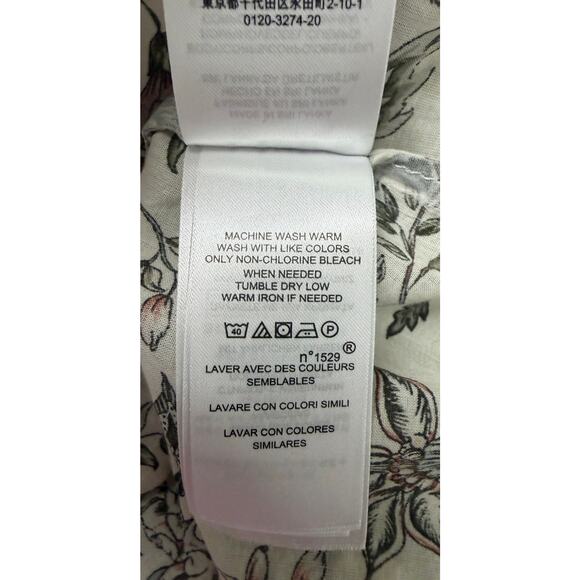 東京都千代田区永田町2-10-1
0120-3274-20
MACHINE WASH WARM
WASH WITH LIKE COLORS
ONLY NON-CHLORINE BLEACH
WHEN NEEDED
TUMBLE DRY LOW
WARM IRON IF NEEDED
40 P
n°1529®
LAVER AVEC DES COULEURS
SEMBLABLES
LAVARE CON COLORI SIMILI
LAVAR CON COLORES
SIMILARES